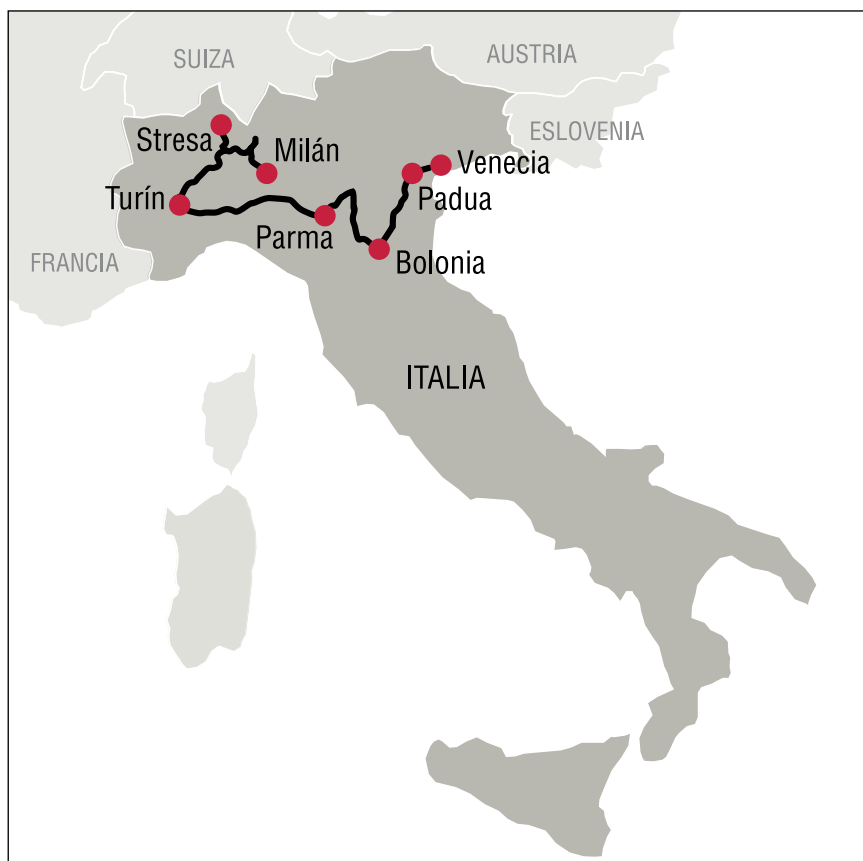 SUIZA
AUSTRIA
ESLOVENIA
Stresa
Milán
Venecia
Turín
Padua
Parma
FRANCIA
Bolonia
ITALIA